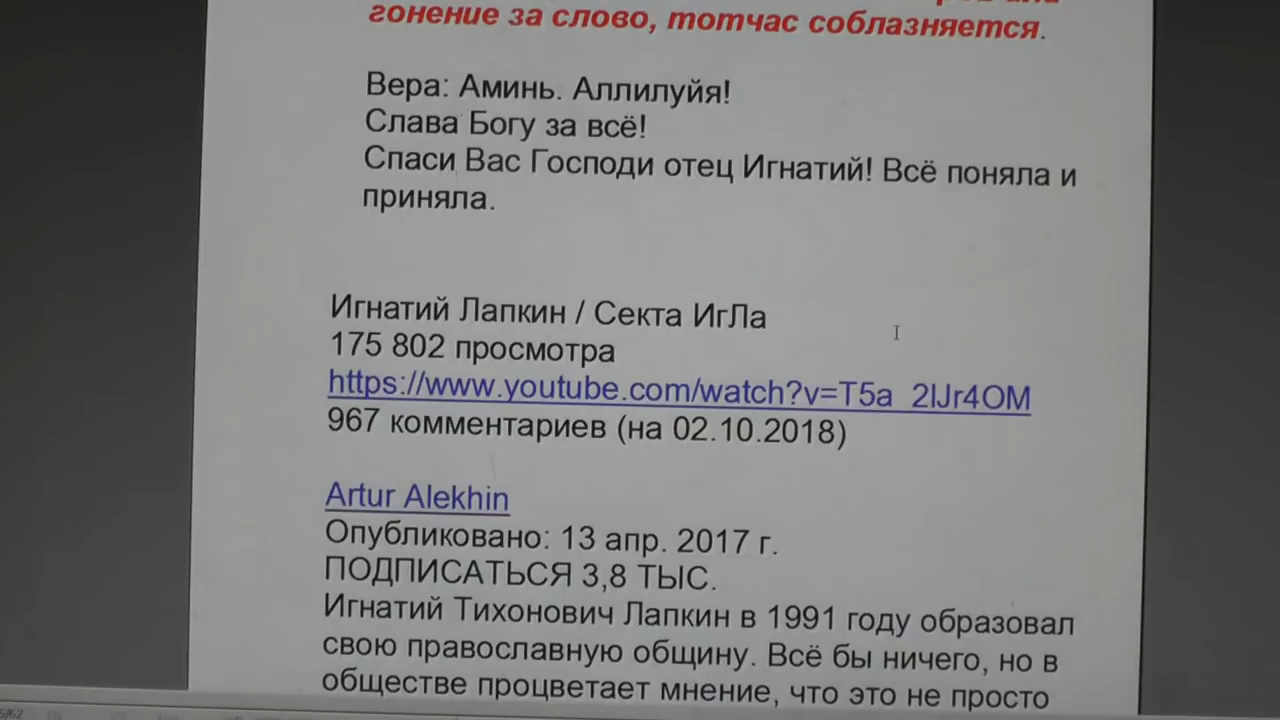 гонение за слово, тотчас соблазняется.
Вера: Аминь. Аллилуйя!
Слава Богу за всё!
Спаси Вас Господи отец Игнатий! Всё поняла и
приняла.
Игнатий Лапкин / Секта ИгЛа
175 802 просмотра
https://www.youtube.com/watch?v=T5a_2lJr4OM
967 комментариев (на 02.10.2018)
Artur Alekhin
Опубликовано: 13 апр. 2017 г.
ПОДПИСАТЬСЯ 3,8 ТЫС.
Игнатий Тихонович Лапкин в 1991 году образовал
свою православную общину. Всё бы ничего, но в
обществе процветает мнение, что это не просто